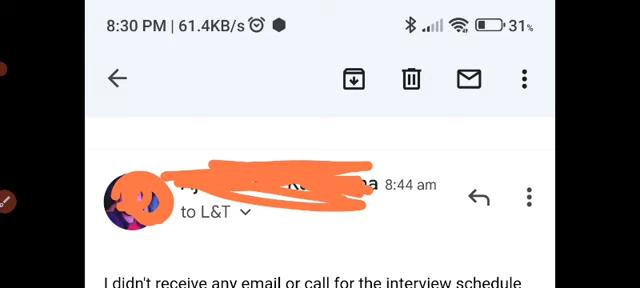 8:30 PM | 61.4KB/s
31%
8:44 am
to L&T
I didn't receive any email or call for the interview schedule